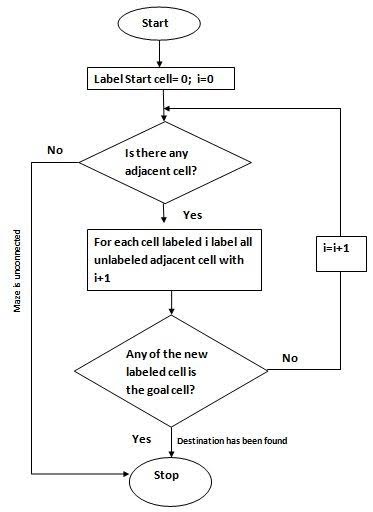 Start
Label Start cell= 0; i=0
No
Is there any
adjacent cell?
Yes
Maze is unconnected
For each cell labeled i label all
unlabeled adjacent cell with
i+1
i=i+1
Any of the new
labeled cell is
the goal cell?
No
Yes
Destination has been found
Stop